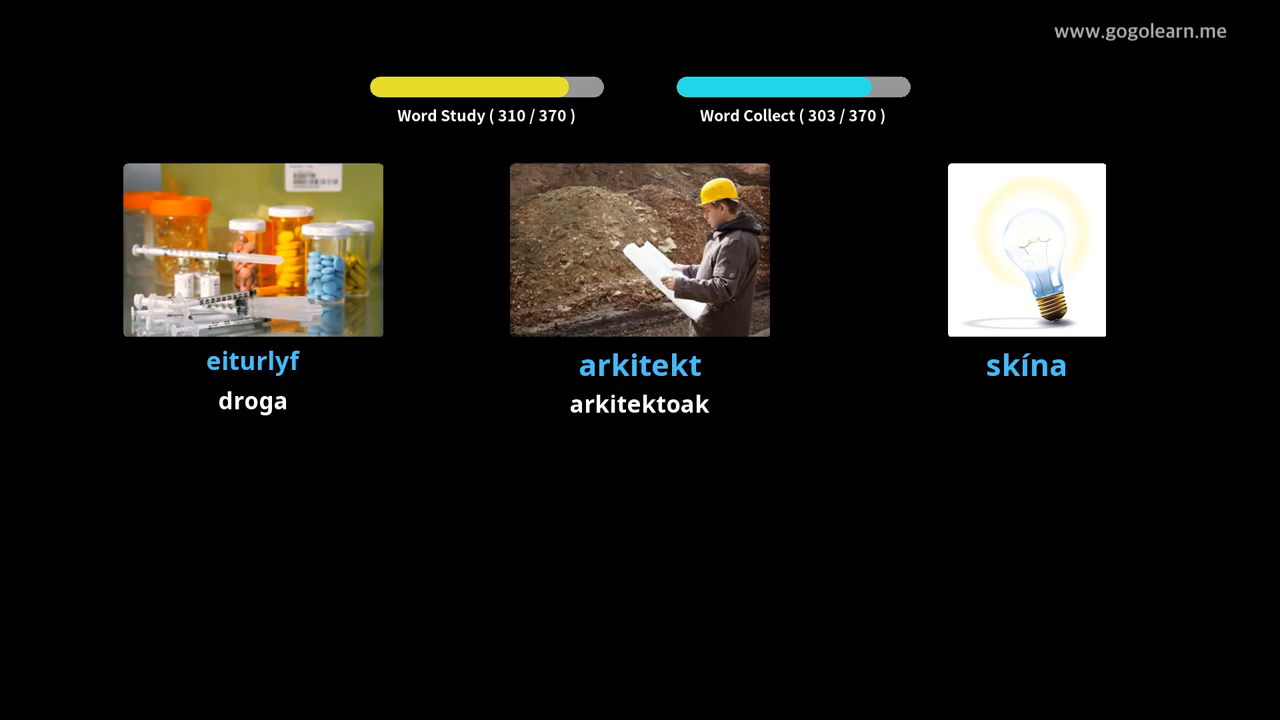 www.gogolearn.me
Word Study ( 310 / 370 )
Word Collect ( 303 / 370 )
eiturlyf
droga
arkitekt
arkitektoak
skína